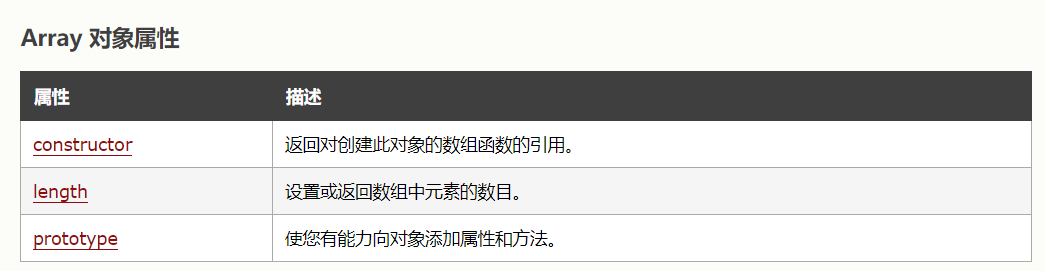 Array 对象属性
属性 描述
constructor 返回对创建此对象的数组函数的引用。
length 设置或返回数组中元素的数目。
prototype 使您有能力向对象添加属性和方法。